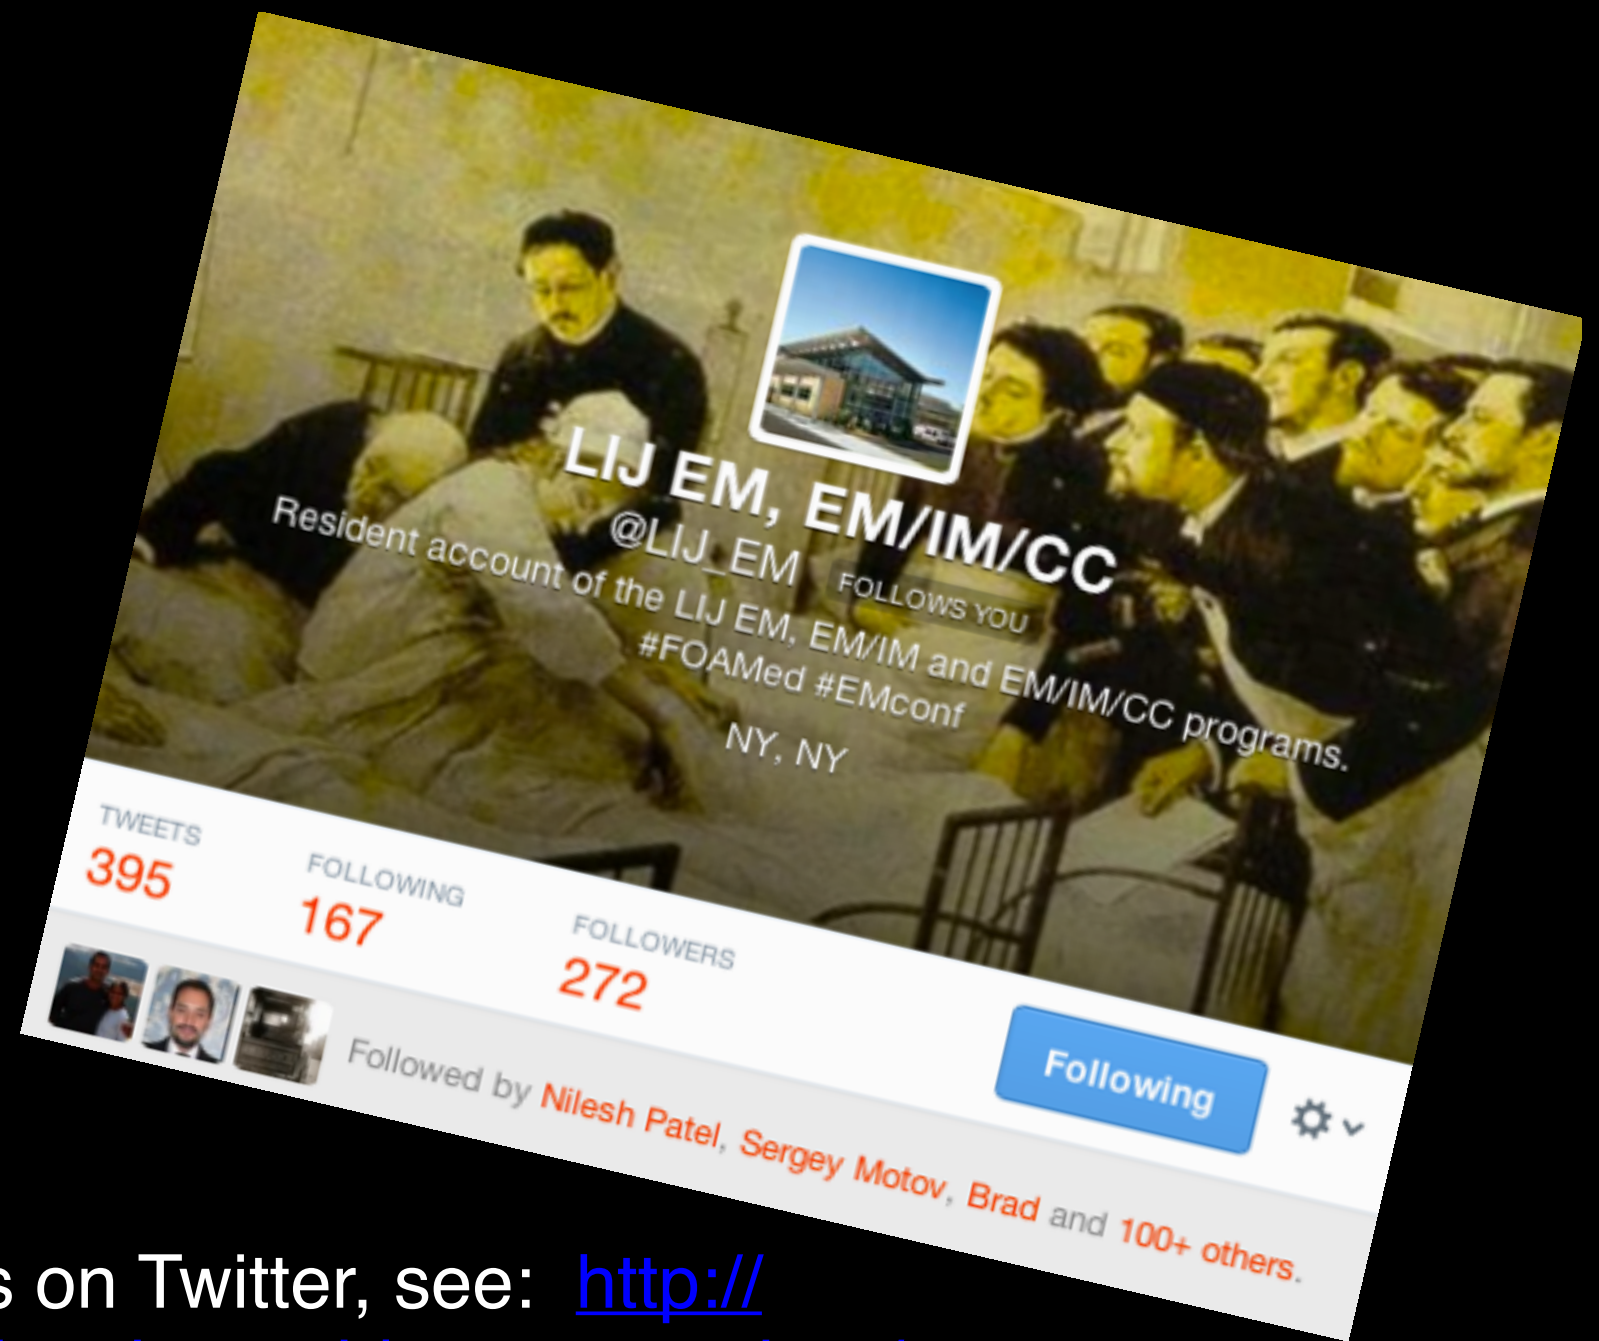 LIJ EM, EM/IM/CC
@LIJ_EM FOLLOWS YOU
Resident account of the LIJ EM, EM/IM and EM/IM/CC programs.
#FOAMed #EMconf
NY, NY
TWEETS
395
FOLLOWING
167
FOLLOWERS
272
Following
Followed by Nilesh Patel, Sergey Motov, Brad and 100+ others.
s on Twitter, see: http://